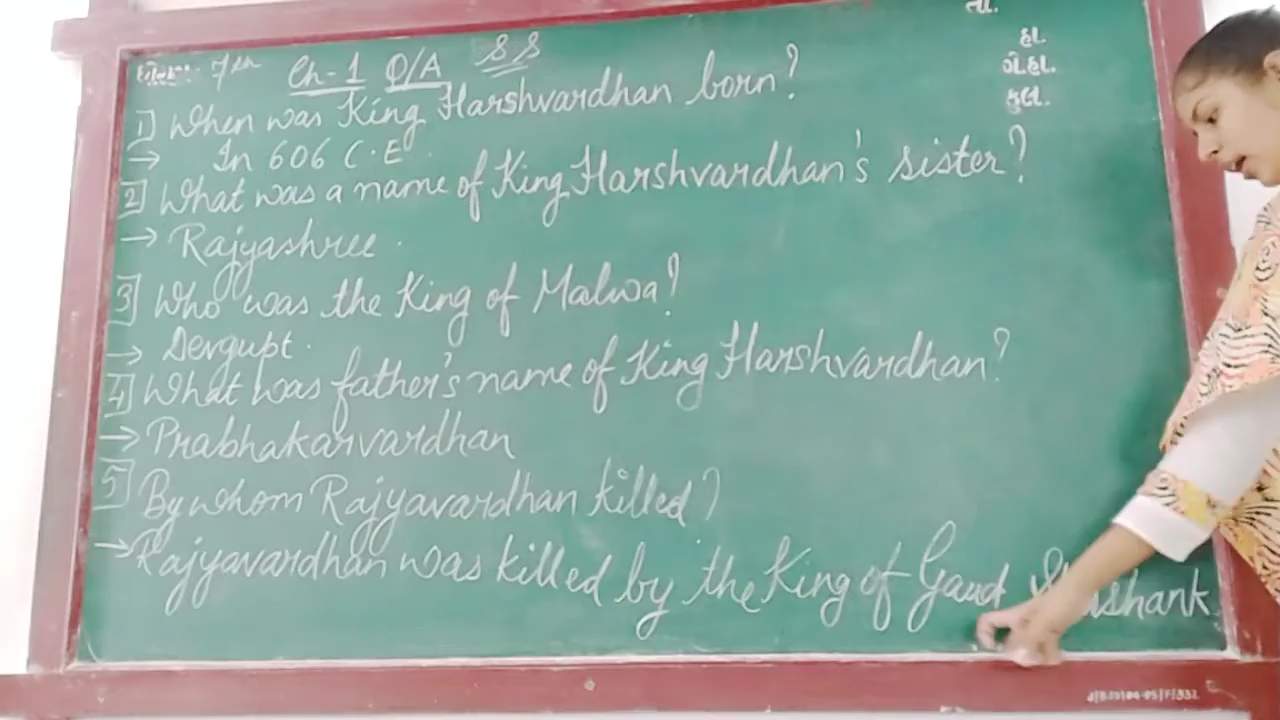 તા.
હા.
ગે.હા.
કુલ.
7th Ch-1 Q/A S S
1] When was King Harshvardhan born?
→ In 606 C.E.
2] What was a name of King Harshvardhan's sister?
→ Rajyashree.
3] Who was the King of Malwa?
→ Devgupt.
4] What was father's name of King Harshvardhan?
→ Prabhakarvardhan
5] By whom Rajyavardhan killed?
→ Rajyavardhan was killed by the King of Gaud